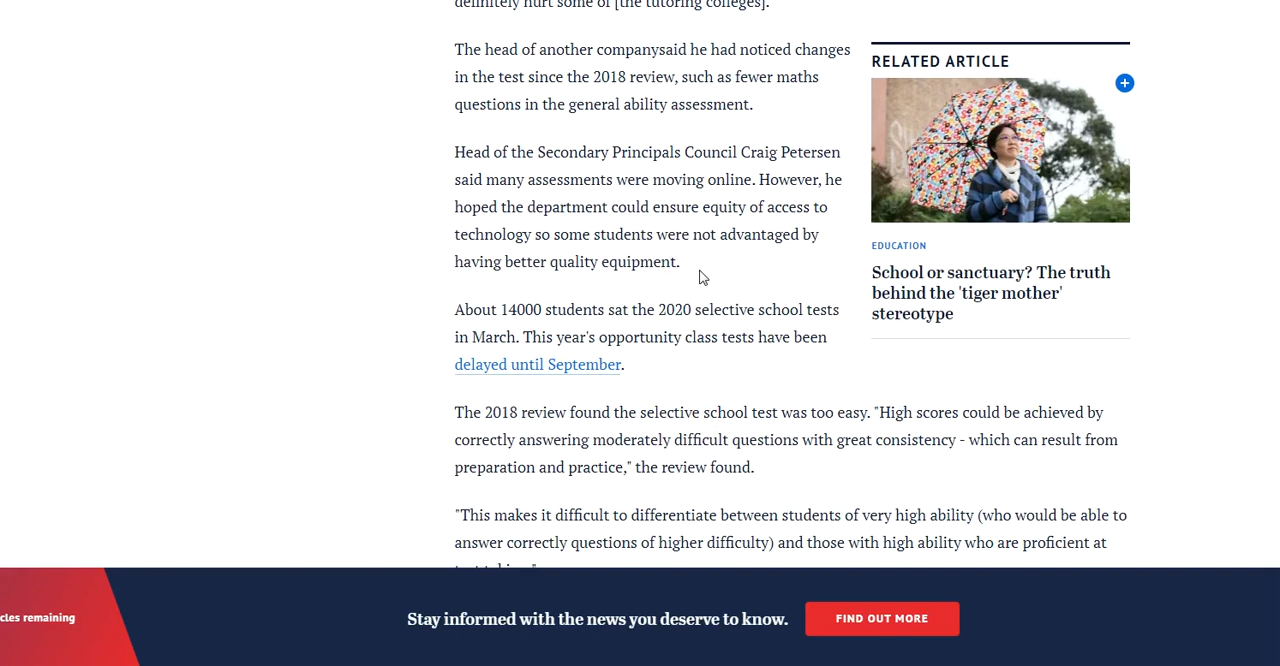 definitely hurt some of [the tutoring colleges].
The head of another companysaid he had noticed changes
in the test since the 2018 review, such as fewer maths
questions in the general ability assessment.
Head of the Secondary Principals Council Craig Petersen
said many assessments were moving online. However, he
hoped the department could ensure equity of access to
technology so some students were not advantaged by
having better quality equipment.
About 14000 students sat the 2020 selective school tests
in March. This year's opportunity class tests have been
delayed until September.
RELATED ARTICLE
EDUCATION
School or sanctuary? The truth
behind the 'tiger mother'
stereotype
The 2018 review found the selective school test was too easy. "High scores could be achieved by
correctly answering moderately difficult questions with great consistency - which can result from
preparation and practice," the review found.
"This makes it difficult to differentiate between students of very high ability (who would be able to
answer correctly questions of higher difficulty) and those with high ability who are proficient at
cles remaining
Stay informed with the news you deserve to know.
FIND OUT MORE